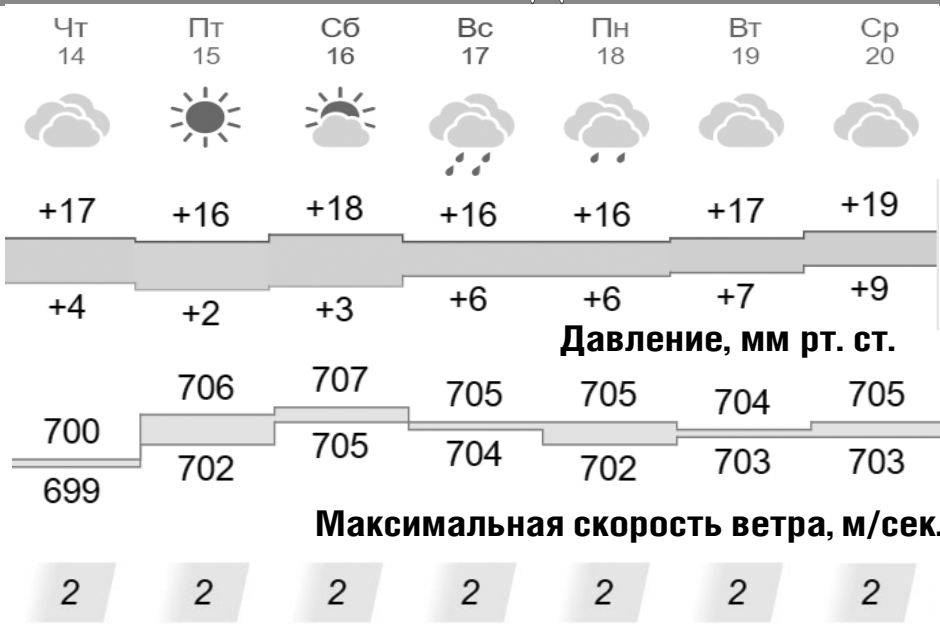 Чт Пт Сб Вс Пн Вт Ср
14 15 16 17 18 19 20
+17 +16 +18 +16 +16 +17 +19
+4 +2 +3 +6 +6 +7 +9
Давление, мм рт. ст.
700 706 707 705 705 704 705
699 702 705 704 702 703 703
Максимальная скорость ветра, м/сек.
2 2 2 2 2 2 2